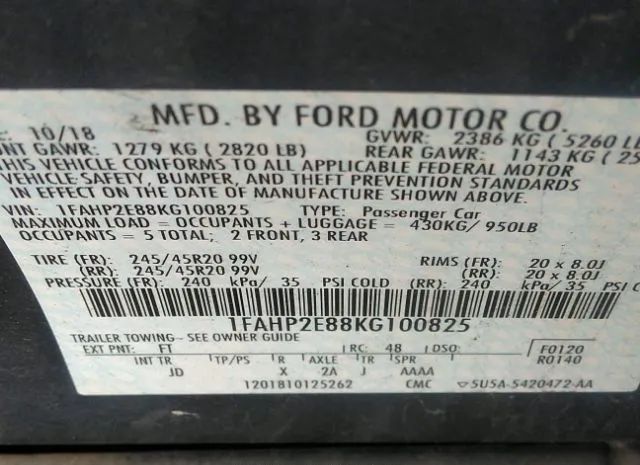 MFD. BY FORD MOTOR CO.
10/18 GVWR: 2386 KG ( 5260 L
GAWR: 1279 KG ( 2820 LB) REAR GAWR: 1143 KG ( 25
THIS VEHICLE CONFORMS TO ALL APPLICABLE FEDERAL MOTOR
VEHICLE SAFETY, BUMPER, AND THEFT PREVENTION STANDARDS
IN EFFECT ON THE DATE OF MANUFACTURE SHOWN ABOVE.
VIN: 1FAHP2E88KG100825 TYPE: Passenger Car
MAXIMUM LOAD = OCCUPANTS + LUGGAGE = 430KG/ 950LB
OCCUPANTS = 5 TOTAL; 2 FRONT, 3 REAR
TIRE (FR): 245/45R20 99V RIMS (FR): 20 x 8.0J
(RR): 245/45R20 99V (RR): 20 x 8.0J
PRESSURE (FR): 240 kPa/ 35 PSI COLD (RR): 240 kPa/ 35 PSI C
1FAHP2E88KG100825
TRAILER TOWING- SEE OWNER GUIDE
EXT PNT: FT RC: 48 DSO: F0120
INT TR TP/PS R AXLE TR SPR R0140
JD X 2A J AAAA
1201810125262 CMC 5U5A-5420472-AA